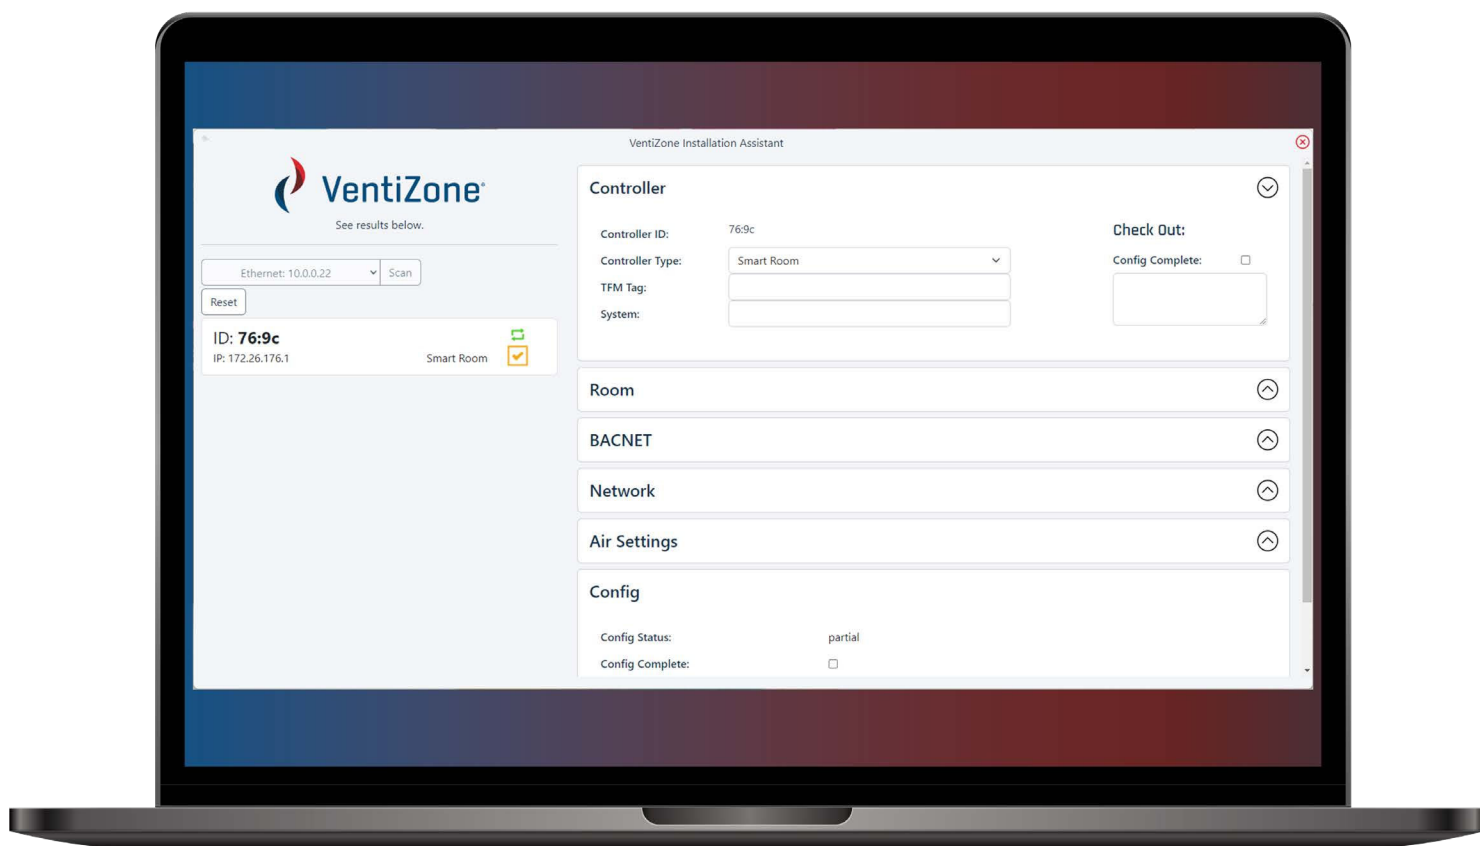 VentiZone Installation Assistant
VentiZone®
See results below.
Ethernet: 10.0.0.22
Scan
Reset
ID: 76:9c
IP: 172.26.176.1
Smart Room
Controller
Controller ID:
76:9c
Controller Type:
Smart Room
TFM Tag:
System:
Check Out:
Config Complete:
Room
BACNET
Network
Air Settings
Config
Config Status:
partial
Config Complete: